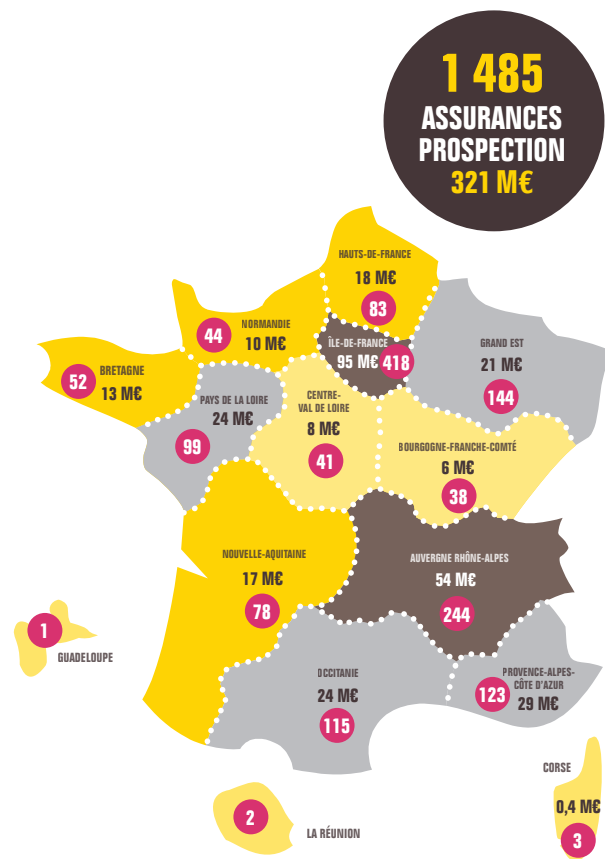 1 485
ASSURANCES
PROSPECTION
321 M€
HAUTS-DE-FRANCE
18 M€
83
NORMANDIE
44
10 M€
ÎLE-DE-FRANCE
95 M€ 418
GRAND EST
21 M€
144
BRETAGNE
52
13 M€
PAYS DE LA LOIRE
24 M€
99
CENTRE-
VAL DE LOIRE
8 M€
41
BOURGOGNE-FRANCHE-COMTÉ
6 M€
38
NOUVELLE-AQUITAINE
17 M€
78
AUVERGNE RHÔNE-ALPES
54 M€
244
1
GUADELOUPE
OCCITANIE
24 M€
115
PROVENCE-ALPES-
CÔTE D'AZUR
123
29 M€
CORSE
0,4 M€
3
2
LA RÉUNION